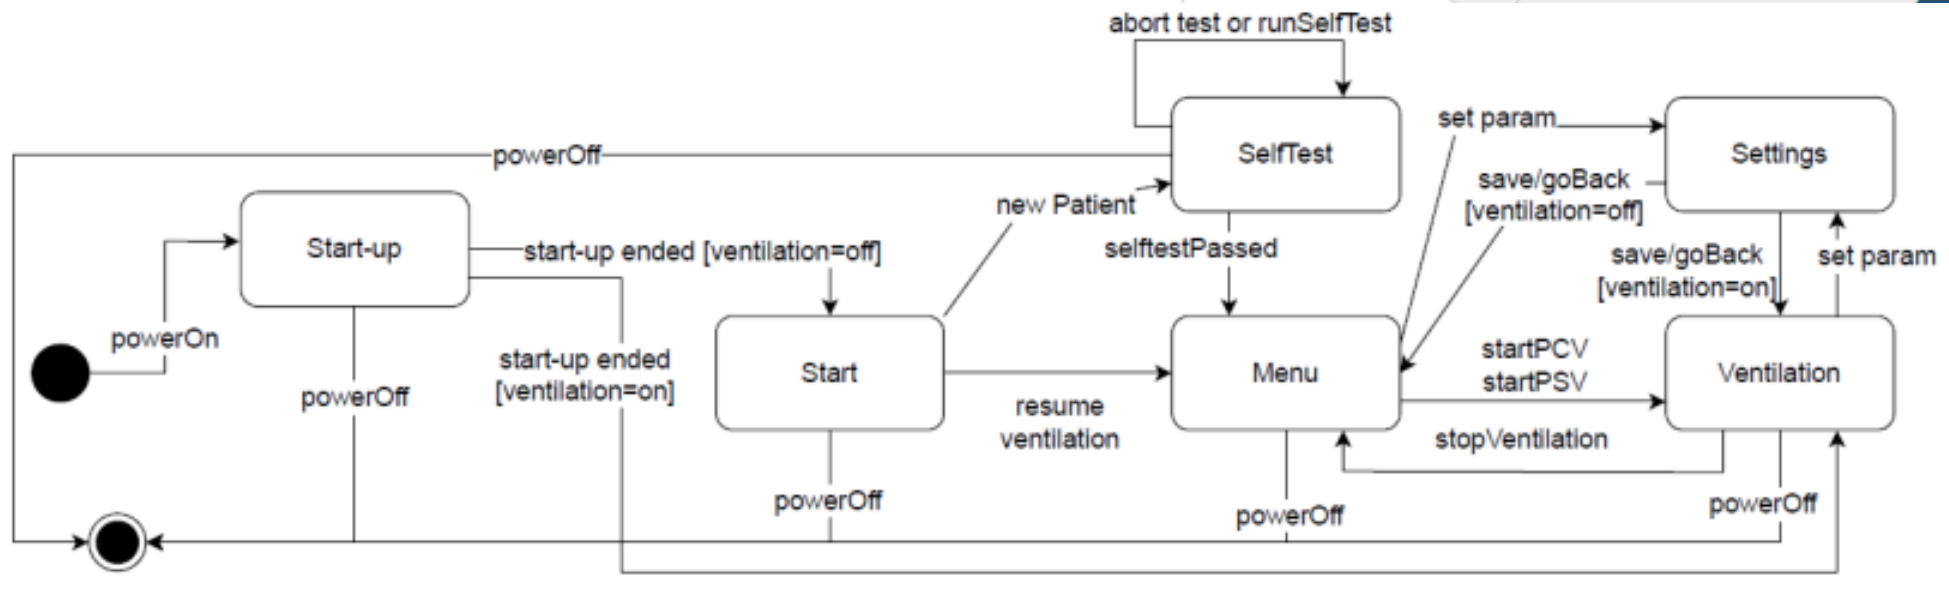 abort test or runSelfTest
set param
SelfTest
Settings
powerOff
save/goBack
[ventilation=off]
new Patient
Start-up
start-up ended [ventilation=off]
selftestPassed
save/goBack
[ventilation=on]
set param
powerOn
start-up ended
[ventilation=on]
powerOff
Start
Menu
startPCV
startPSV
Ventilation
resume
ventilation
stopVentilation
powerOff
powerOff
powerOff